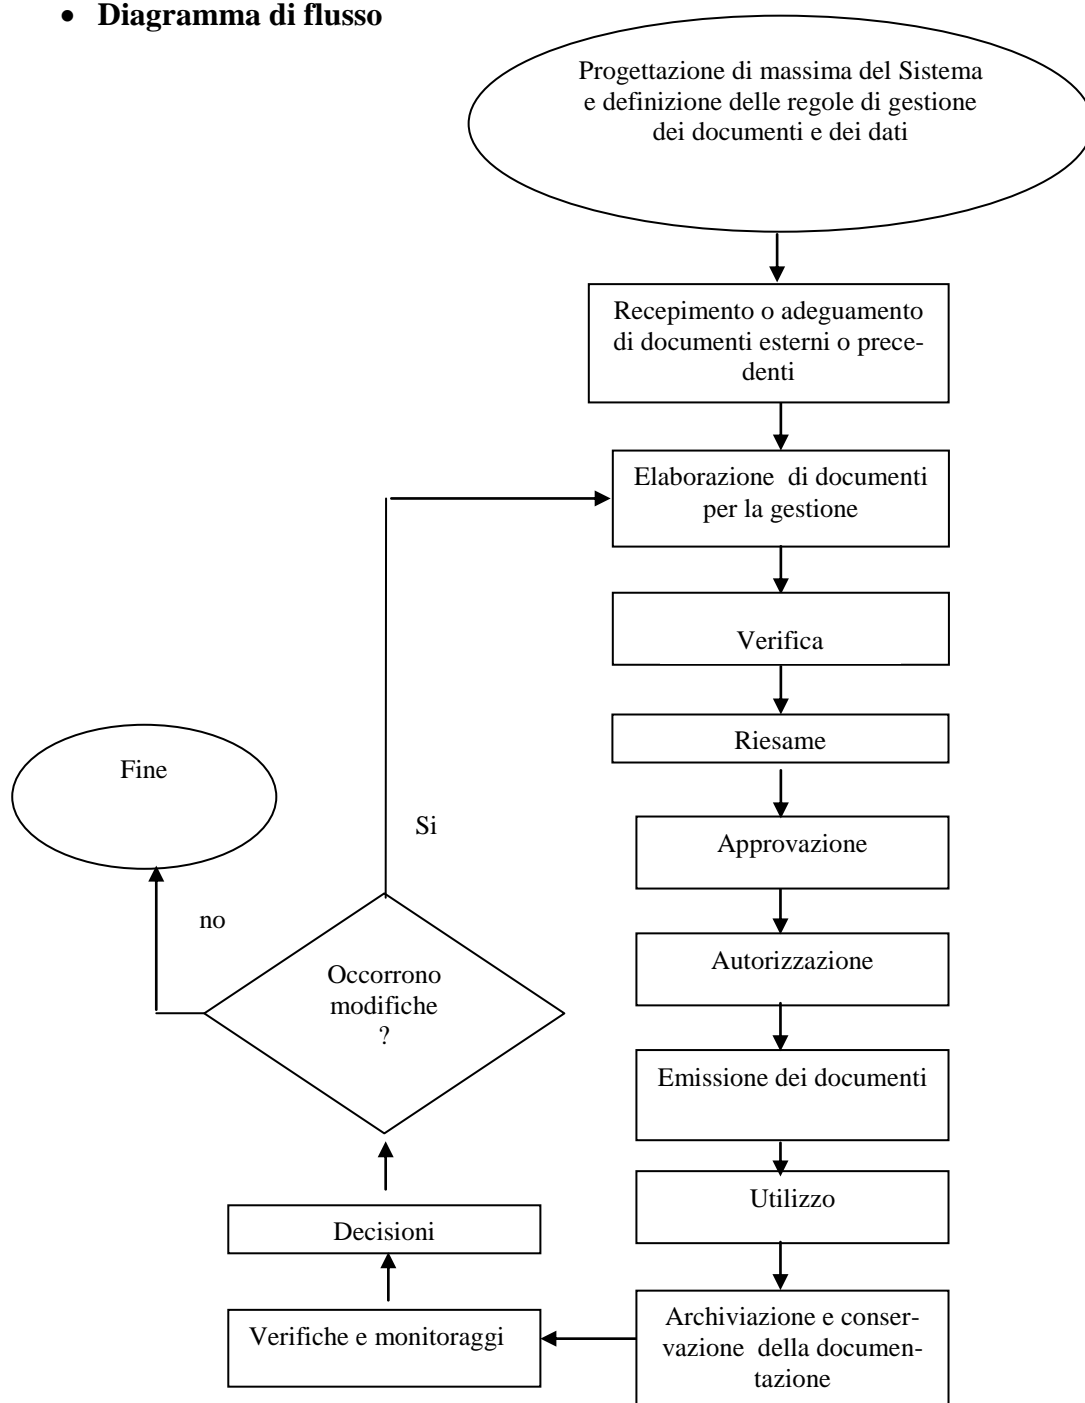 • Diagramma di flusso
Progettazione di massima del Sistema
e definizione delle regole di gestione
dei documenti e dei dati
Recepimento o adeguamento
di documenti esterni o prece-
denti
Elaborazione di documenti
per la gestione
Verifica
Riesame
Fine
Si
Approvazione
no
Autorizzazione
Occorrono
modifiche
?
Emissione dei documenti
Utilizzo
Decisioni
Archiviazione e conser-
vazione della documen-
tazione
Verifiche e monitoraggi